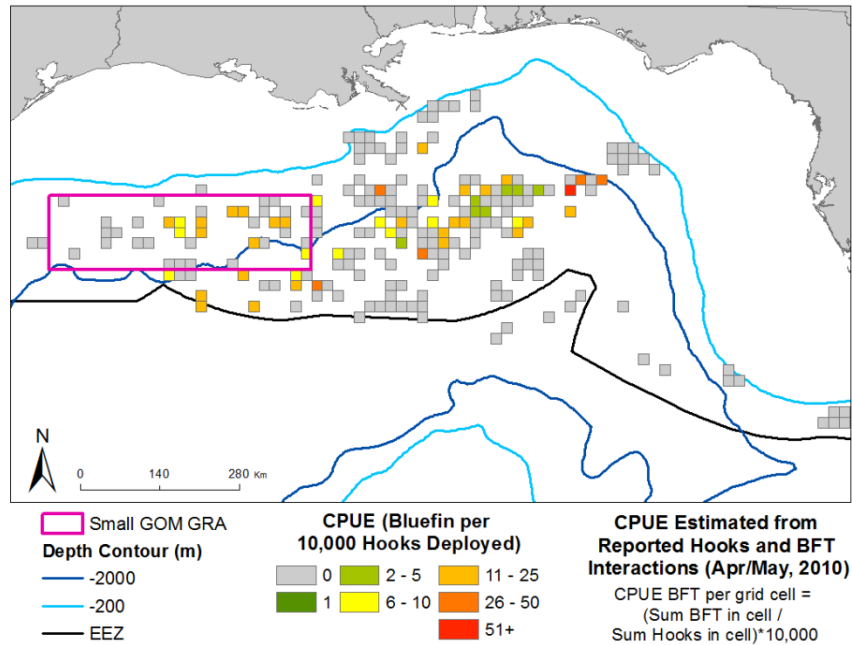 N
0 140 280 Km
Small GOM GRA
Depth Contour (m)
-2000
-200
EEZ
CPUE (Bluefin per
10,000 Hooks Deployed)
0
1
2 - 5
6 - 10
11 - 25
26 - 50
51+
CPUE Estimated from
Reported Hooks and BFT
Interactions (Apr/May, 2010)
CPUE BFT per grid cell =
(Sum BFT in cell /
Sum Hooks in cell)*10,000